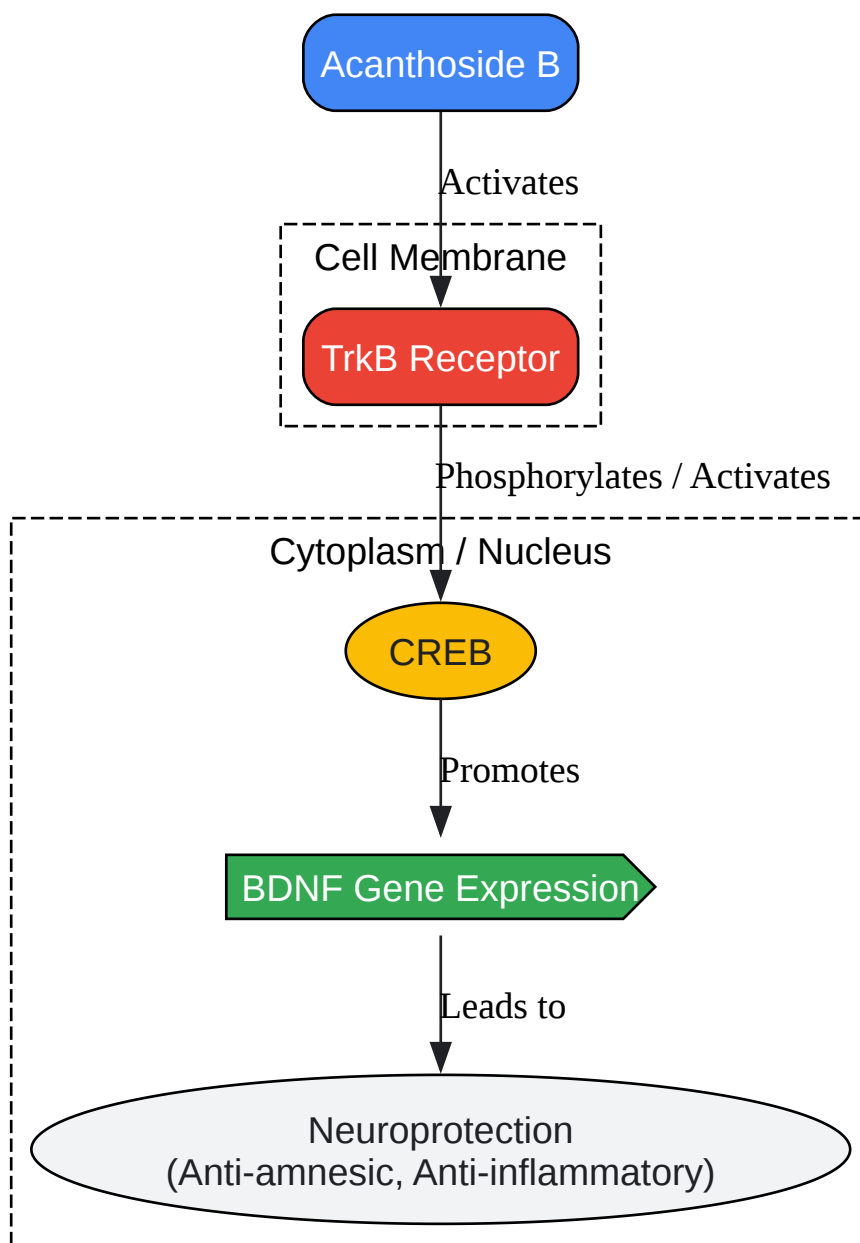 Acanthoside B
Activates
Cell Membrane
TrkB Receptor
Phosphorylates / Activates
Cytoplasm / Nucleus
CREB
Promotes
BDNF Gene Expression
Leads to
Neuroprotection
(Anti-amnesic, Anti-inflammatory)